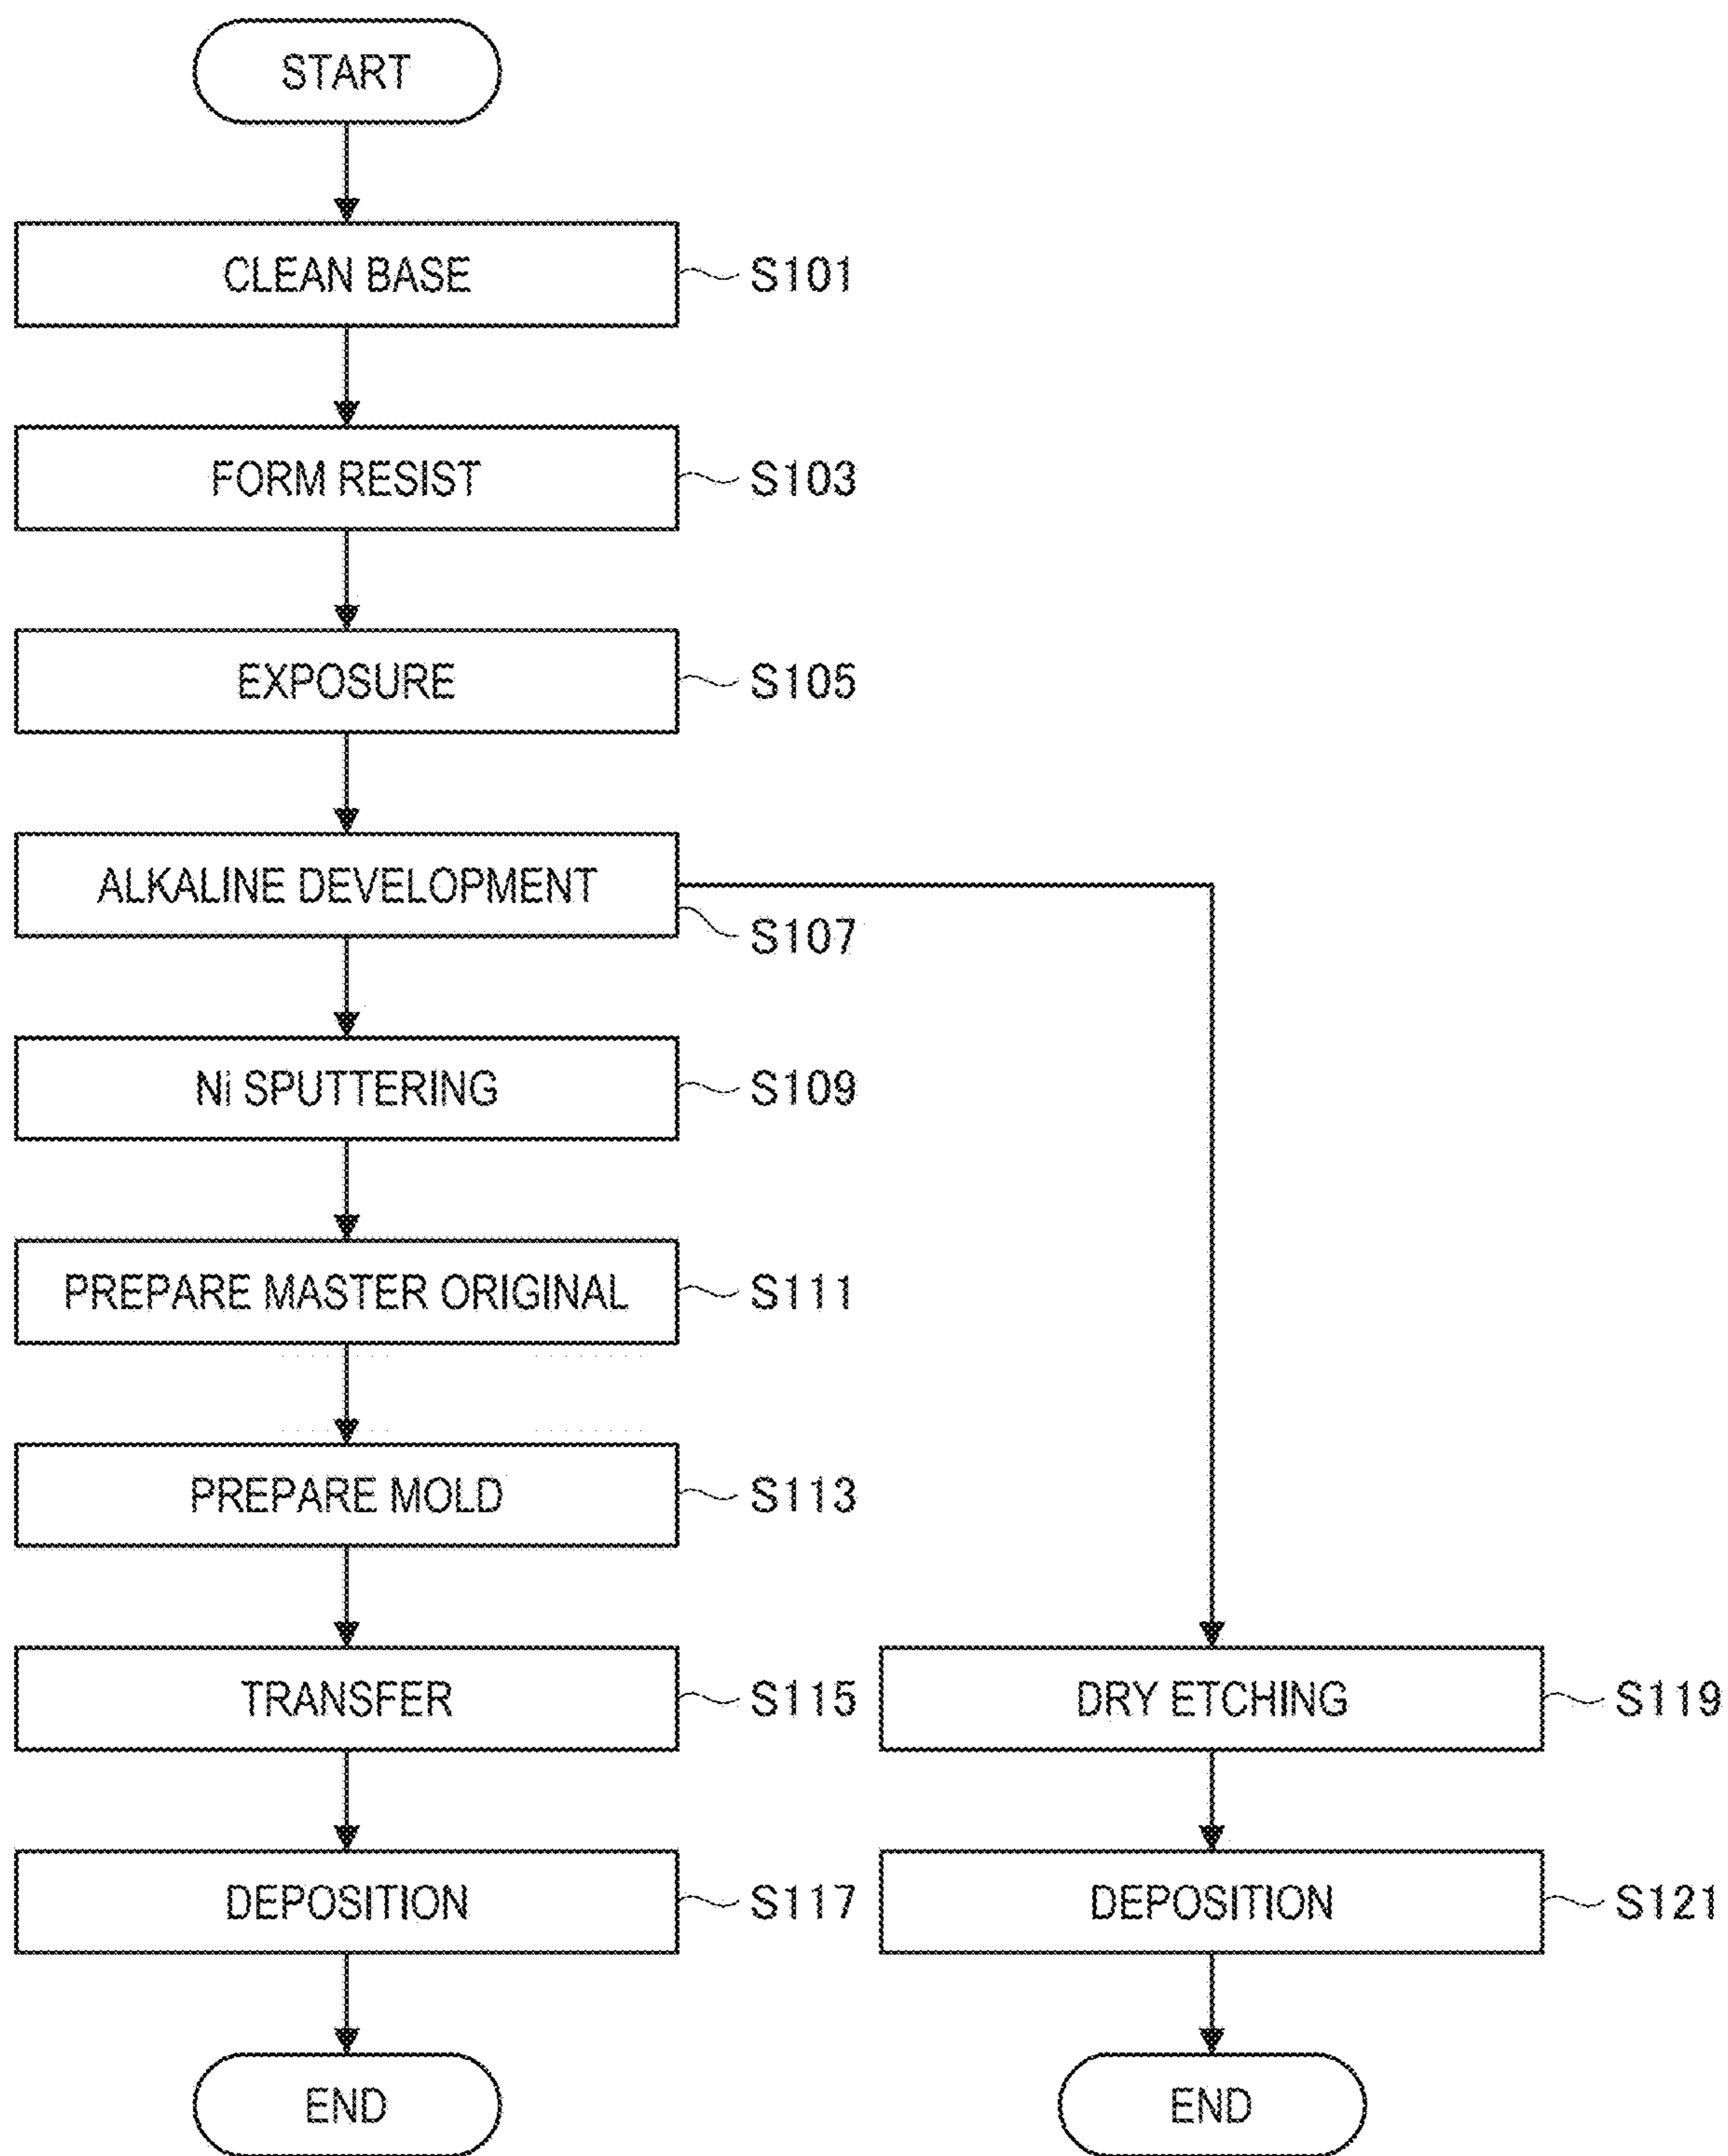 START
CLEAN BASE
S101
FORM RESIST
S103
EXPOSURE
S105
ALKALINE DEVELOPMENT
S107
Ni SPUTTERING
S109
PREPARE MASTER ORIGINAL
S111
PREPARE MOLD
S113
TRANSFER
S115
DRY ETCHING
S119
DEPOSITION
S117
DEPOSITION
S121
END
END